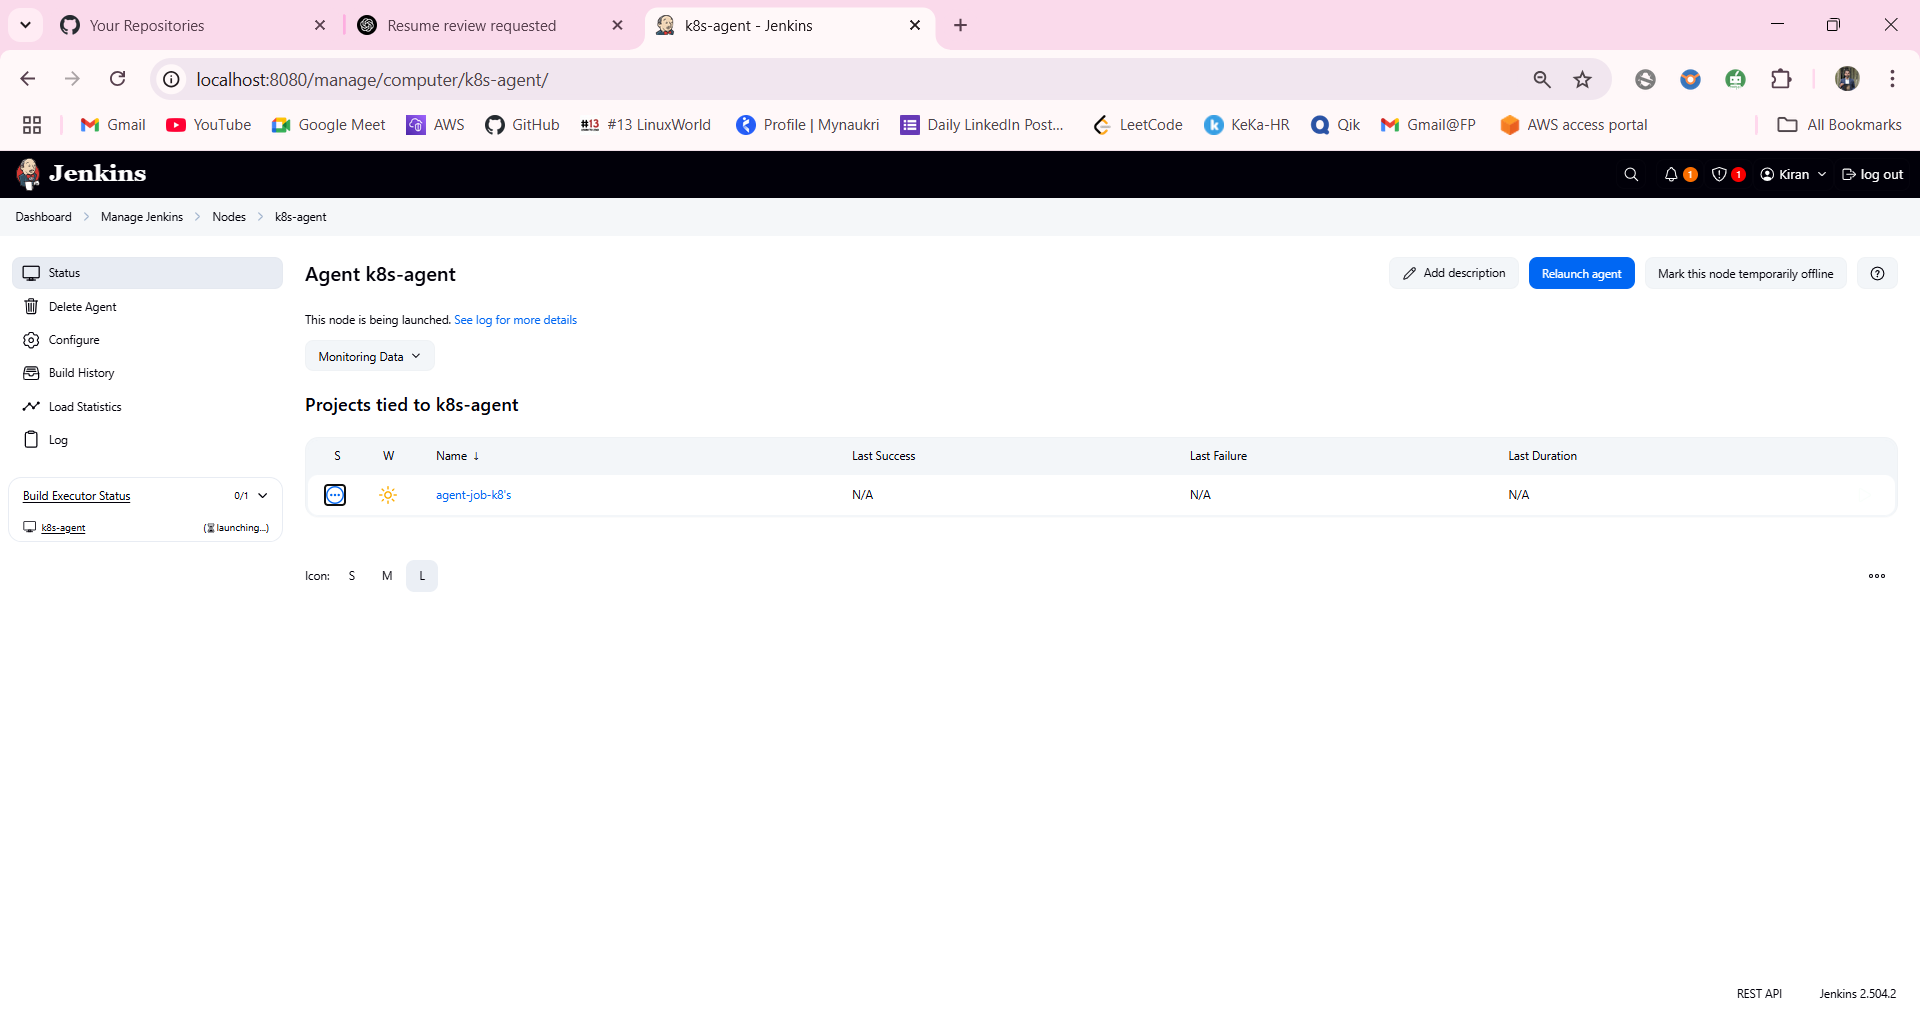 Your Repositories
Resume review requested
k8s-agent - Jenkins
localhost:8080/manage/computer/k8s-agent/
Gmail
YouTube
Google Meet
AWS
GitHub
#13 #13 LinuxWorld
Profile | Mynaukri
Daily LinkedIn Post...
LeetCode
KeKa-HR
Qik
Gmail@FP
AWS access portal
All Bookmarks
Jenkins
1
1
Kiran
log out
Dashboard > Manage Jenkins > Nodes > k8s-agent
Status
Delete Agent
Configure
Build History
Load Statistics
Log
Build Executor Status 0/1
k8s-agent (launching...)
Agent k8s-agent
Add description
Relaunch agent
Mark this node temporarily offline
This node is being launched. See log for more details
Monitoring Data
Projects tied to k8s-agent
S W Name ↓ Last Success Last Failure Last Duration
agent-job-k8's N/A N/A N/A
Icon: S M L
REST API
Jenkins 2.504.2